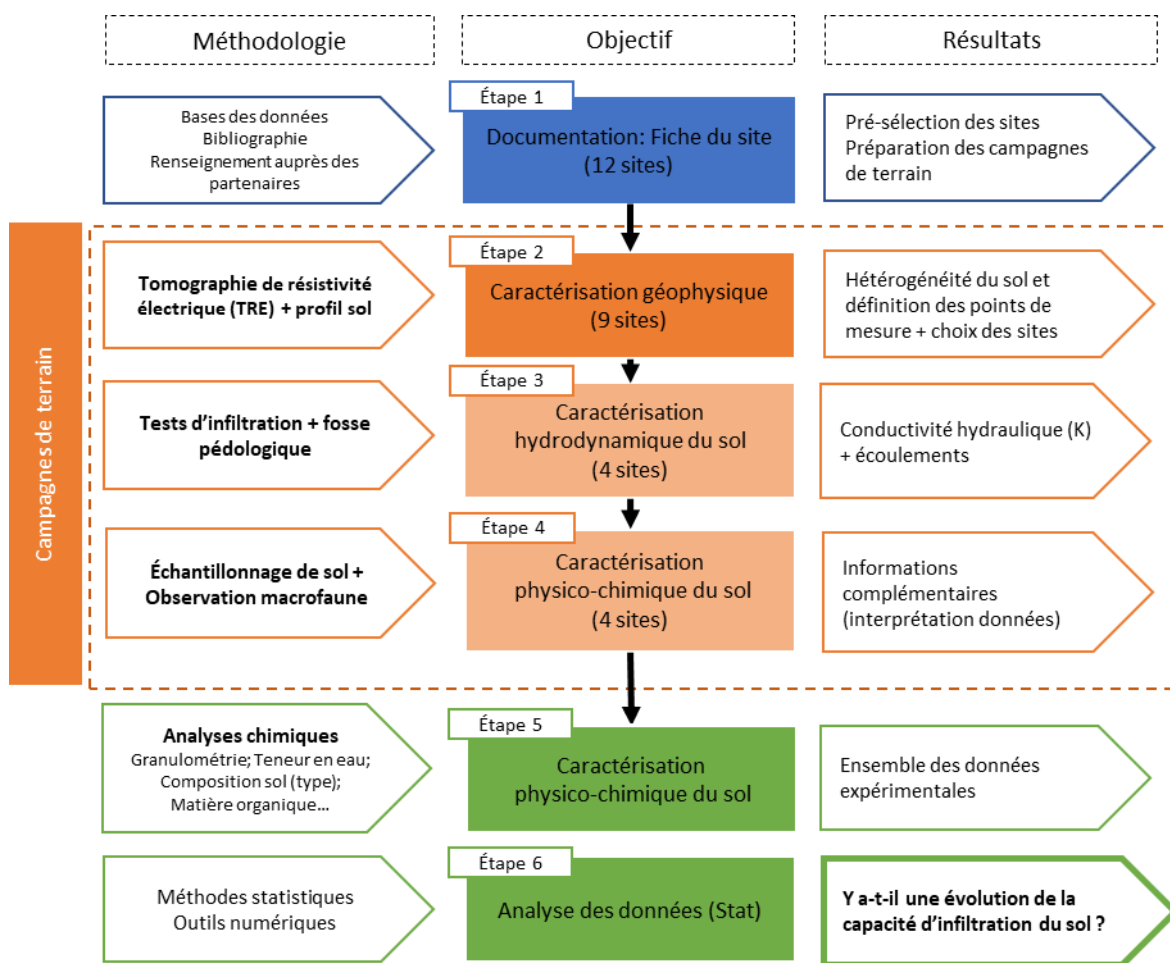 Méthodologie
Objectif
Résultats
Étape 1
Bases des données
Bibliographie
Renseignement auprès des
partenaires
Documentation: Fiche du site
(12 sites)
Pré-sélection des sites
Préparation des campagnes
de terrain
Campagnes de terrain
Étape 2
Tomographie de résistivité
électrique (TRE) + profil sol
Caractérisation géophysique
(9 sites)
Hétérogénéité du sol et
définition des points de
mesure + choix des sites
Étape 3
Tests d’infiltration + fosse
pédologique
Caractérisation
hydrodynamique du sol
(4 sites)
Conductivité hydraulique (K)
+ écoulements
Étape 4
Échantillonnage de sol +
Observation macrofaune
Caractérisation
physico-chimique du sol
(4 sites)
Informations
complémentaires
(interprétation données)
Étape 5
Analyses chimiques
Granulométrie; Teneur en eau;
Composition sol (type);
Matière organique…
Caractérisation
physico-chimique du sol
Ensemble des données
expérimentales
Étape 6
Méthodes statistiques
Outils numériques
Analyse des données (Stat)
Y a-t-il une évolution de la
capacité d’infiltration du sol ?